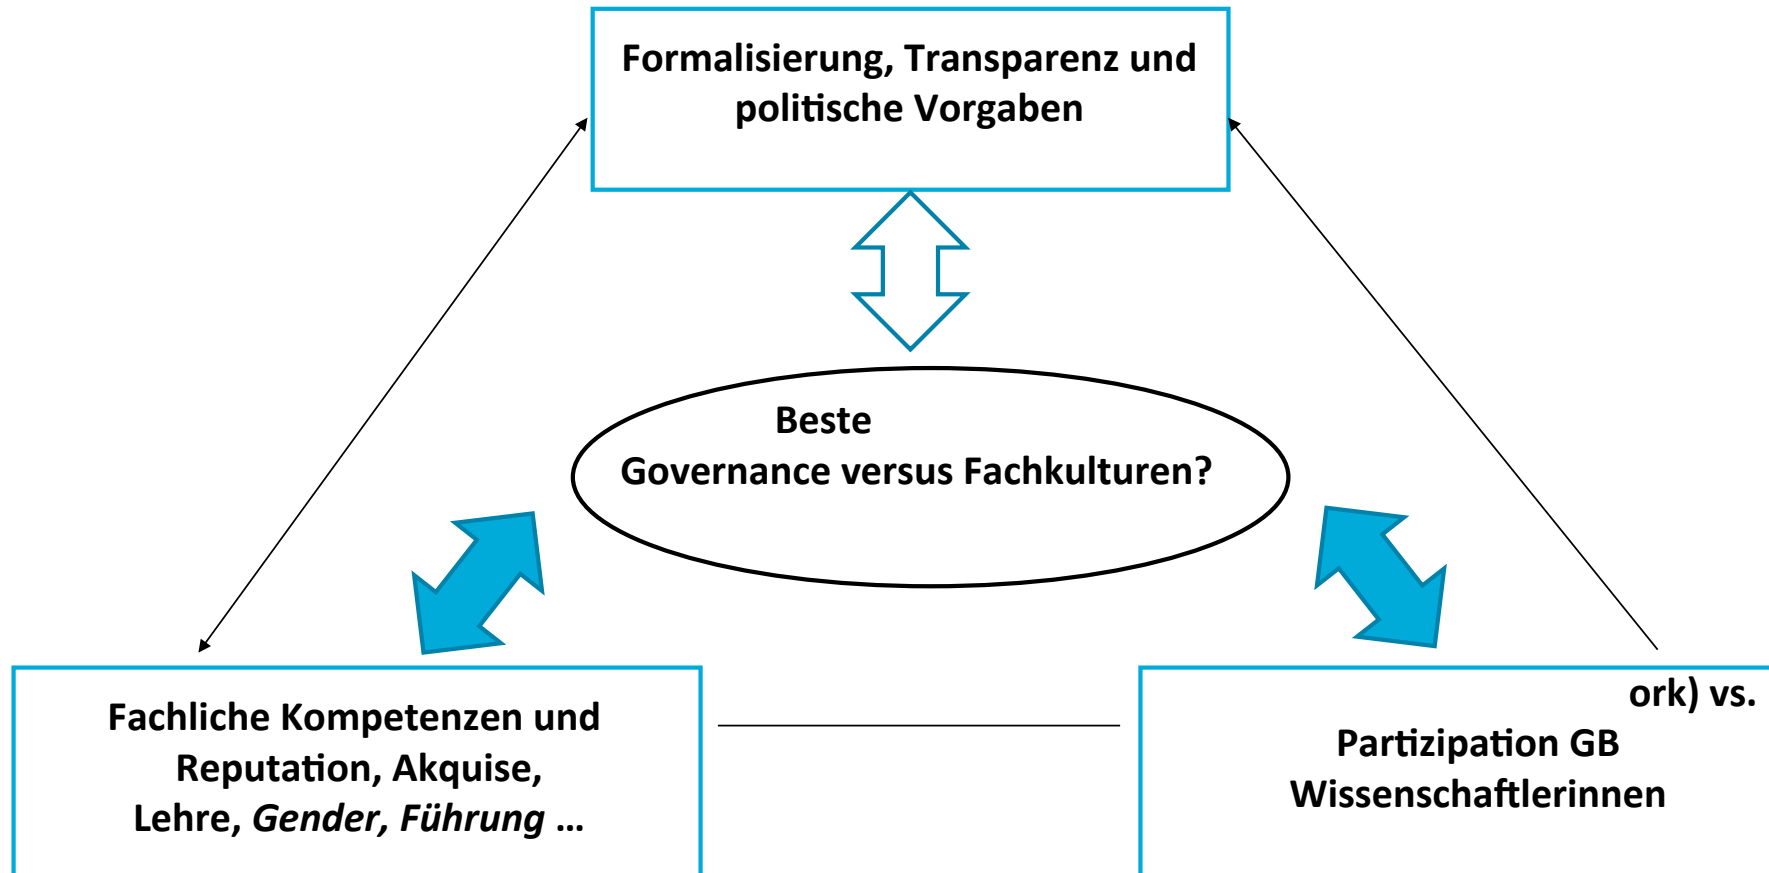 Formalisierung, Transparenz und
politische Vorgaben
Beste
Governance versus Fachkulturen?
Fachliche Kompetenzen und
Reputation, Akquise,
Lehre, Gender, Führung ...
ork) vs.
Partizipation GB
Wissenschaftlerinnen